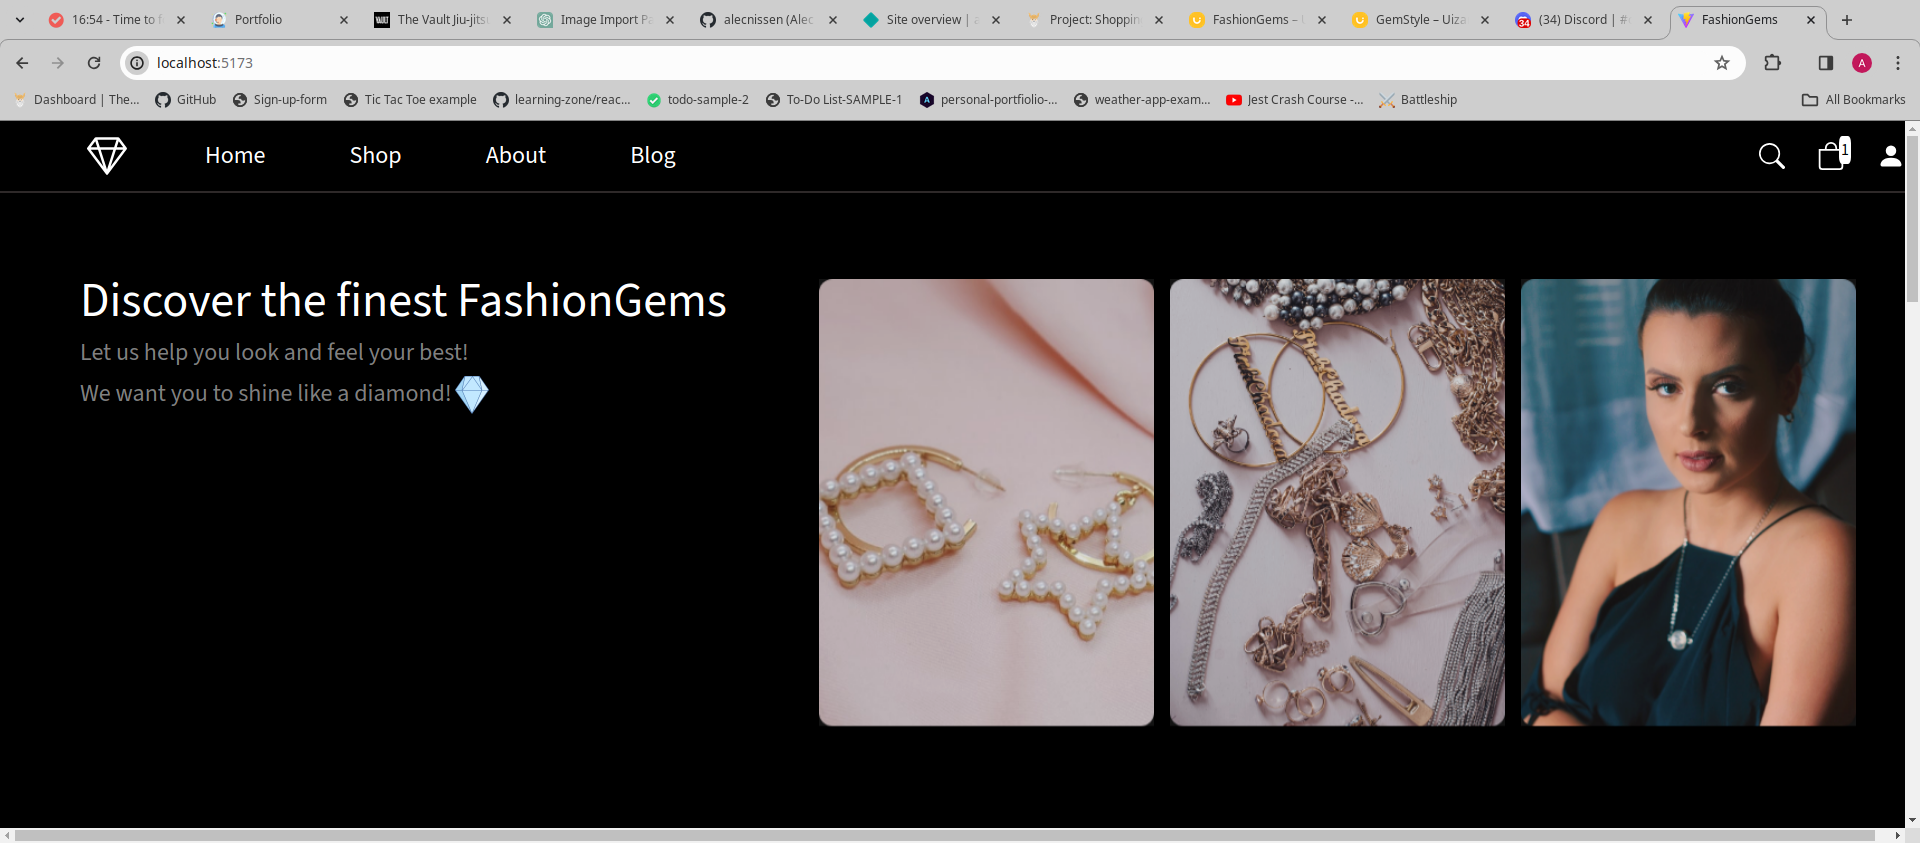 16:54 - Time to f
Portfolio
The Vault Jiu-jits
Image Import Pa
alecnissen (Alec
Site overview | a
Project: Shoppin
FashionGems –
GemStyle – Uiza
(34) Discord | #
FashionGems
localhost:5173
A
Dashboard | The...
GitHub
Sign-up-form
Tic Tac Toe example
learning-zone/reac...
todo-sample-2
To-Do List-SAMPLE-1
personal-portfiolio-...
weather-app-exam...
Jest Crash Course -...
Battleship
All Bookmarks
Home
Shop
About
Blog
1
Discover the finest FashionGems
Let us help you look and feel your best!
We want you to shine like a diamond!